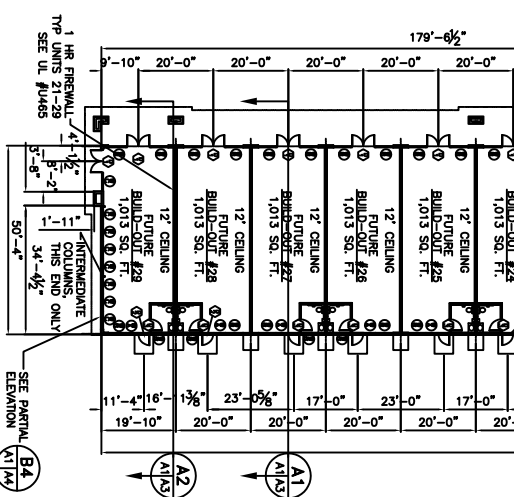 179'-6½"
9'-10"
20'-0"
20'-0"
20'-0"
20'-0"
20'-0"
1 HR FIREWALL
TYP UNITS 21-29
SEE UL #U465
4'-1½"
3'-8"
8'-2"
1'-11"
50'-4"
34'-4½"
INTERMEDIATE
COLUMNS,
THIS END ONLY
12' CEILING
FUTURE
BUILD-OUT #29
1,013 SQ. FT.
12' CEILING
FUTURE
BUILD-OUT #28
1,013 SQ. FT.
12' CEILING
FUTURE
BUILD-OUT #27
1,013 SQ. FT.
12' CEILING
FUTURE
BUILD-OUT #26
1,013 SQ. FT.
12' CEILING
FUTURE
BUILD-OUT #25
1,013 SQ. FT.
FUTURE
BUILD-OUT #24
1,013 SQ. FT.
11'-4"
16'-11⅜"
23'-0⅝"
17'-0"
23'-0"
17'-0"
19'-10"
20'-0"
20'-0"
20'-0"
20'-0"
SEE PARTIAL
ELEVATION
B4
A1 A4
A2
A1 A3
A1
A1 A3